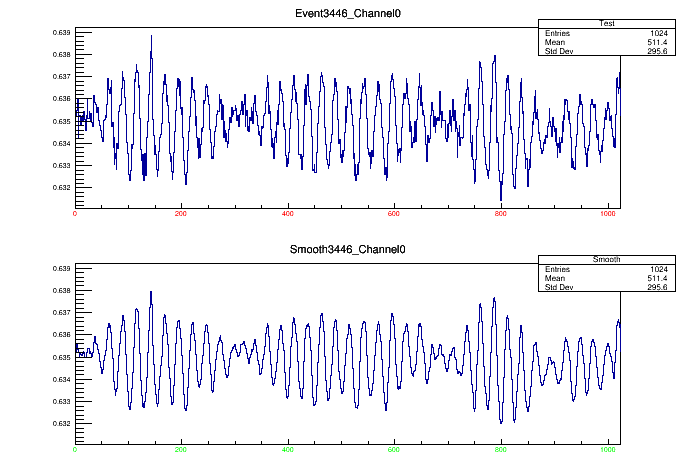 Event3446_Channel0
Test
Entries 1024
Mean 511.4
Std Dev 295.6
0.639
0.638
0.637
0.636
0.635
0.634
0.633
0.632
0 200 400 600 800 1000
Smooth3446_Channel0
Smooth
Entries 1024
Mean 511.4
Std Dev 295.6
0.639
0.638
0.637
0.636
0.635
0.634
0.633
0.632
0 200 400 600 800 1000